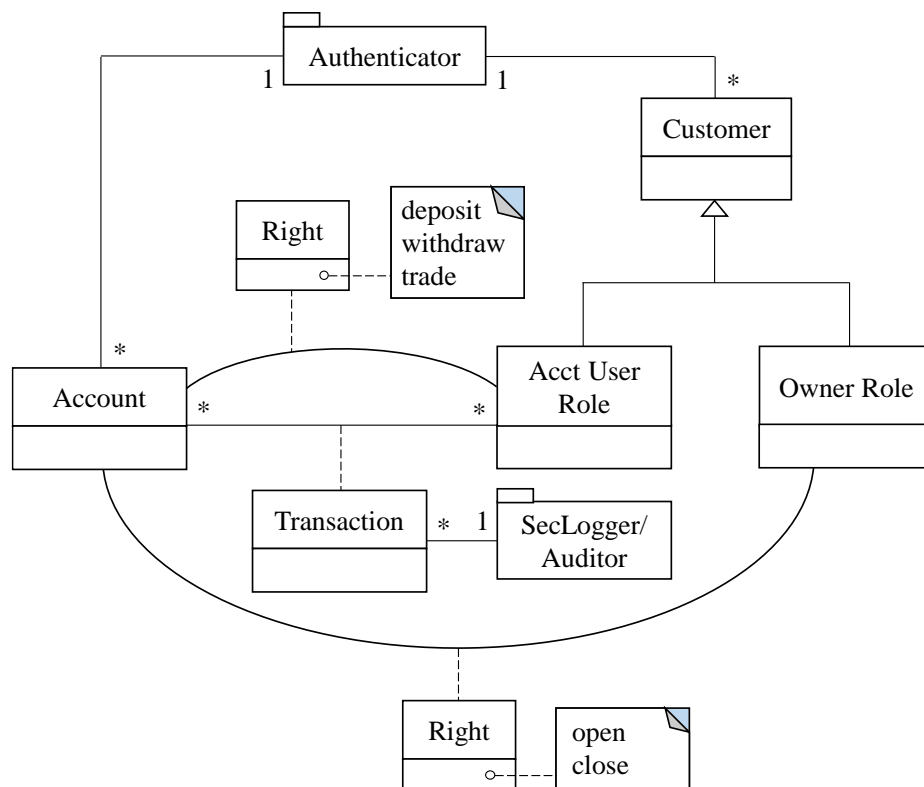 Authenticator
1
1
*
Customer
Right
deposit
withdraw
trade
*
Account
*
*
Acct User
Role
Owner Role
Transaction
*
1
SecLogger/
Auditor
Right
open
close